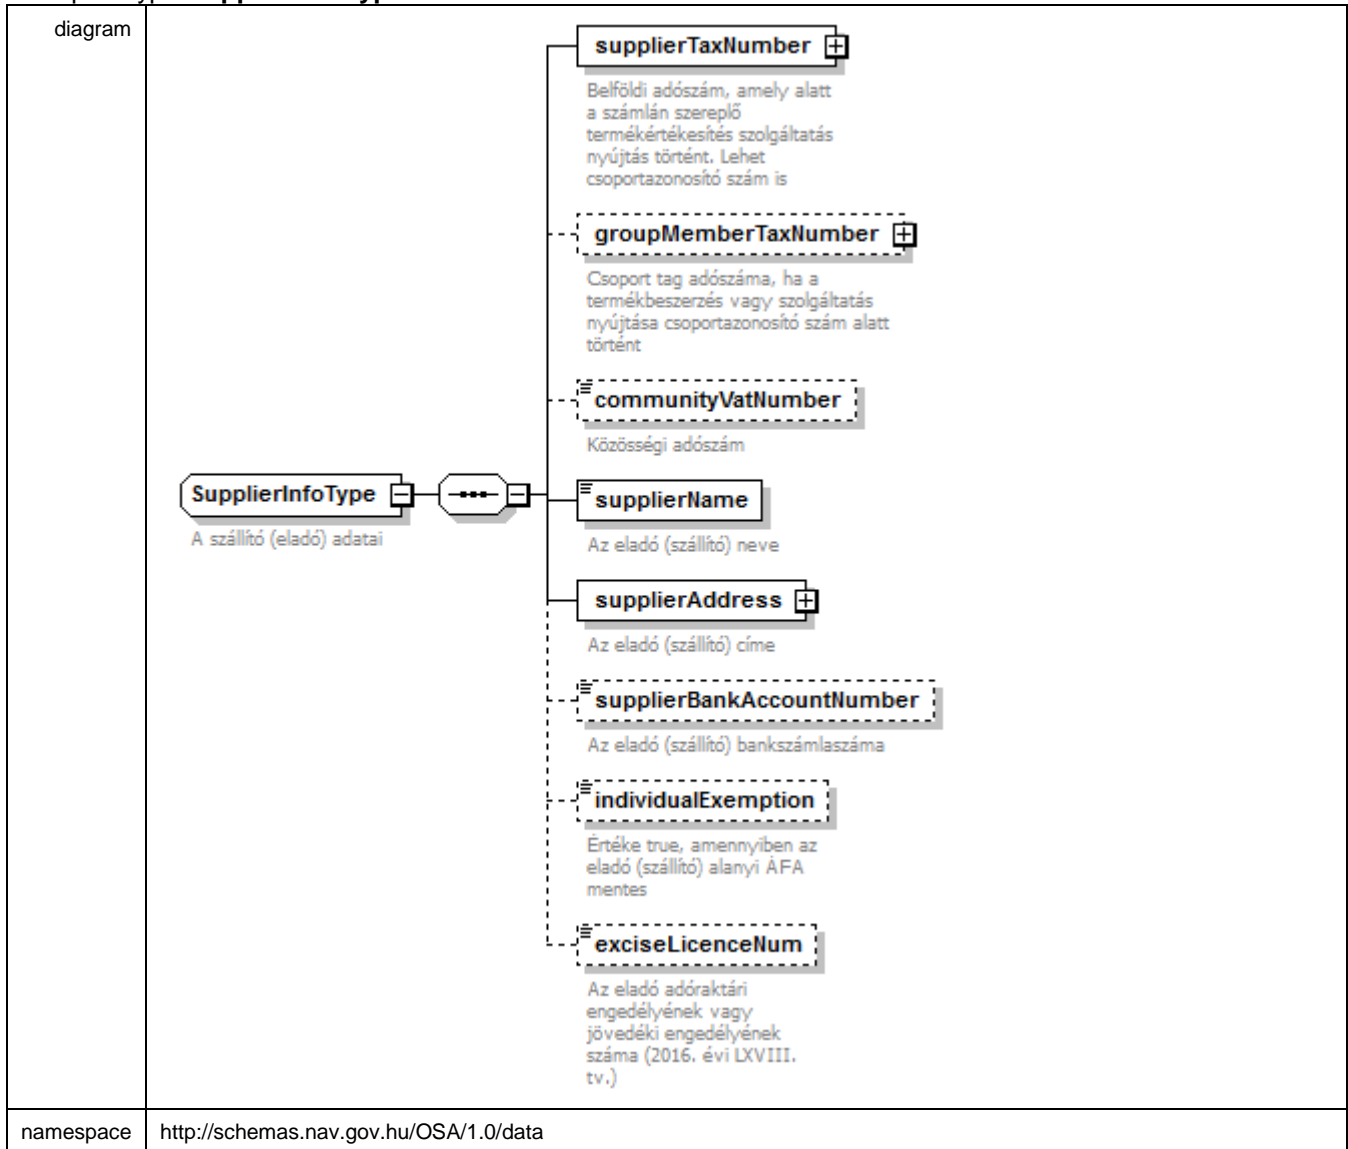 diagram
supplierTaxNumber
Belföldi adószám, amely alatt
a számlán szereplő
termékértékesítés szolgáltatás
nyújtás történt. Lehet
csoportazonosító szám is
groupMemberTaxNumber
Csoport tag adószáma, ha a
termékbeszerzés vagy szolgáltatás
nyújtása csoportazonosító szám alatt
történt
communityVatNumber
Közösségi adószám
SupplierInfoType
A szállító (eladó) adatai
supplierName
Az eladó (szállító) neve
supplierAddress
Az eladó (szállító) címe
supplierBankAccountNumber
Az eladó (szállító) bankszámlaszáma
individualExemption
Értéke true, amennyiben az
eladó (szállító) alanyi ÁFA
mentes
exciseLicenceNum
Az eladó adóraktári
engedélyének vagy
jövedéki engedélyének
száma (2016. évi LXVIII.
tv.)
namespace
http://schemas.nav.gov.hu/OSA/1.0/data